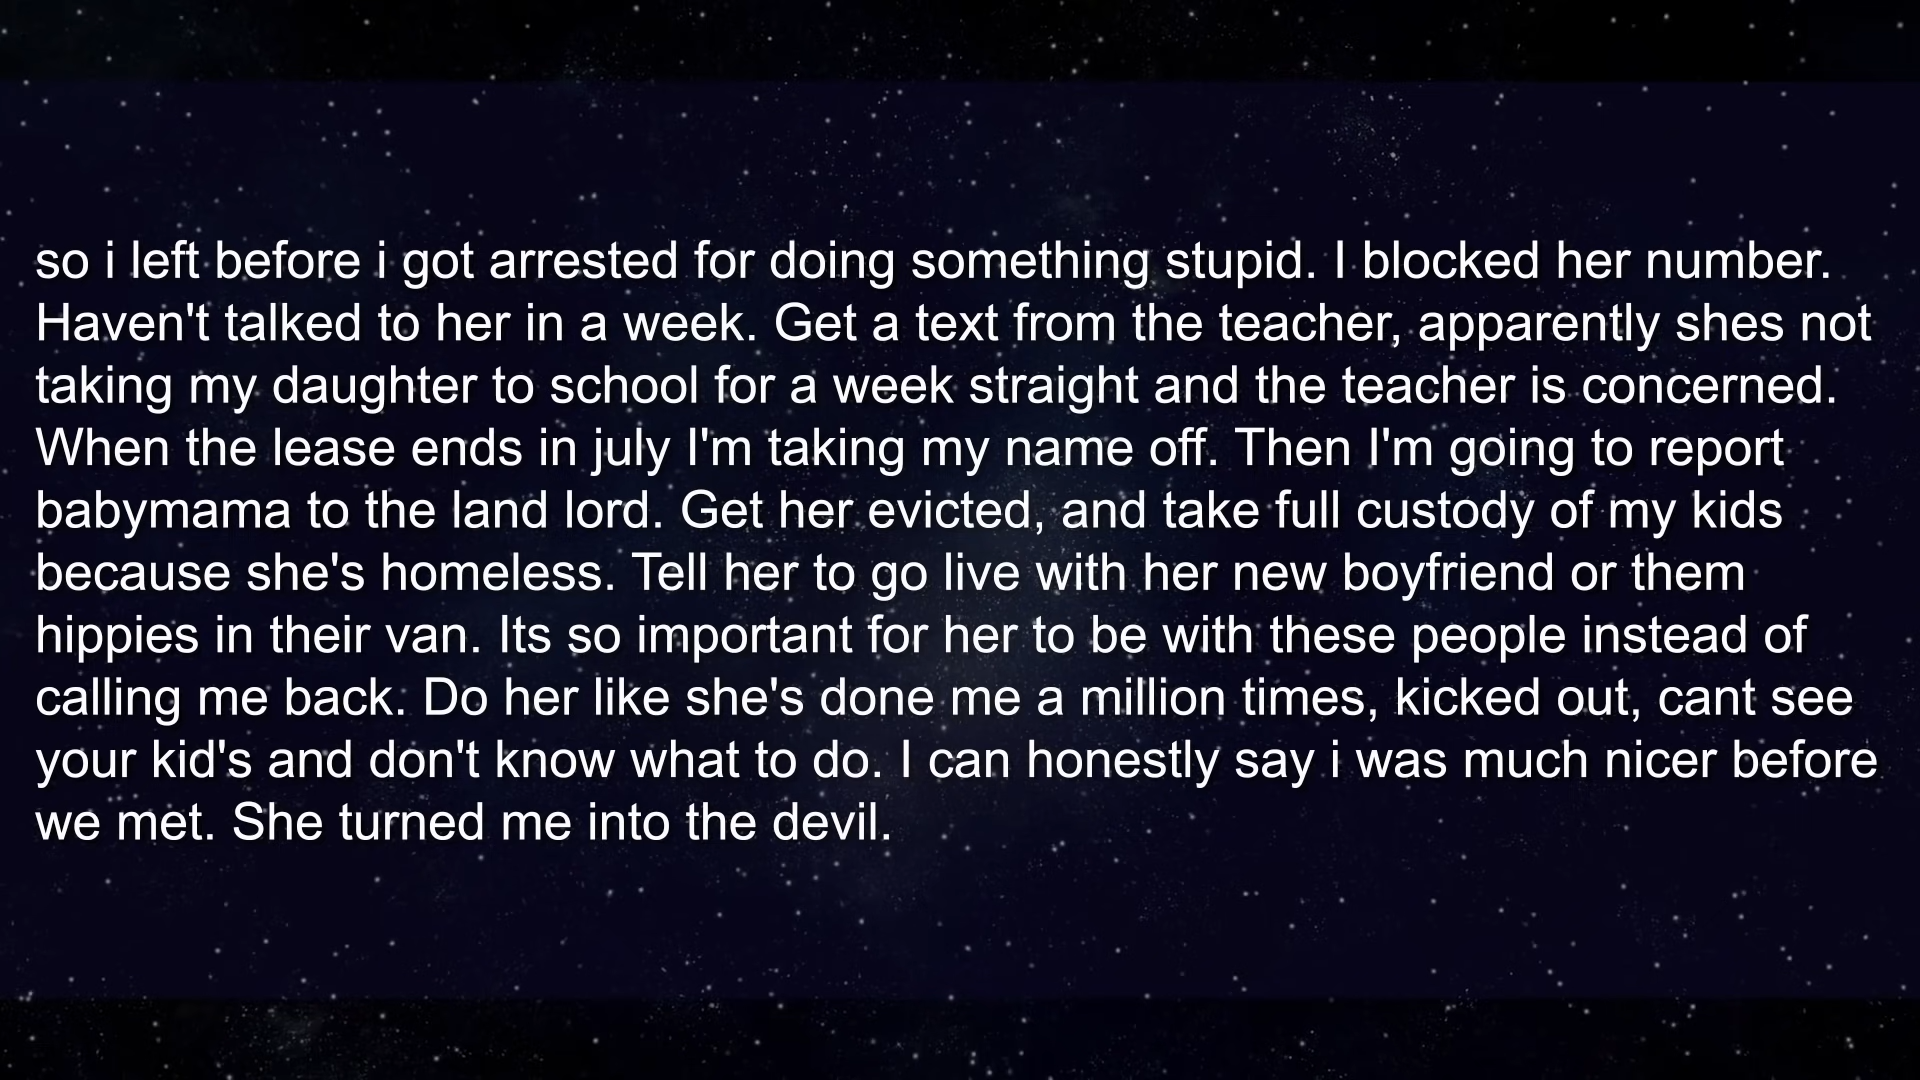 so i left before i got arrested for doing something stupid. I blocked her number.
Haven't talked to her in a week. Get a text from the teacher, apparently shes not
taking my daughter to school for a week straight and the teacher is concerned.
When the lease ends in july I'm taking my name off. Then I'm going to report
babymama to the land lord. Get her evicted, and take full custody of my kids
because she's homeless. Tell her to go live with her new boyfriend or them
hippies in their van. Its so important for her to be with these people instead of
calling me back. Do her like she's done me a million times, kicked out, cant see
your kid's and don't know what to do. I can honestly say i was much nicer before
we met. She turned me into the devil.